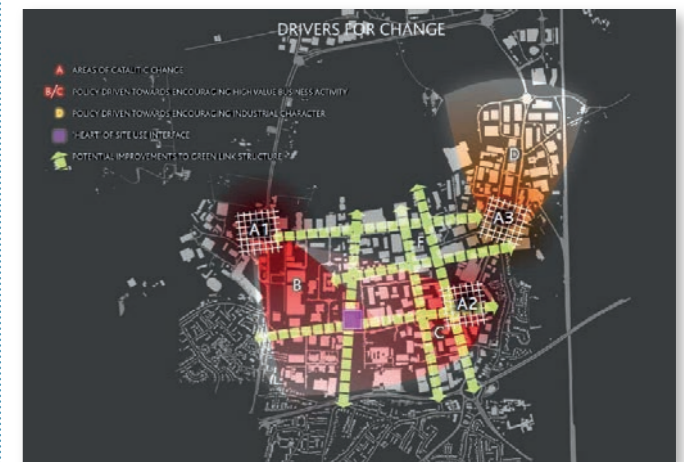 DRIVERS FOR CHANGE
A AREAS OF CATALITIC CHANGE
B/C POLICY DRIVEN TOWARDS ENCOURAGING HIGH VALUE BUSINESS ACTIVITY
D POLICY DRIVEN TOWARDS ENCOURAGING INDUSTRIAL CHARACTER
'HEART' OF SITE USE INTERFACE
POTENTIAL IMPROVEMENTS TO GREEN LINK STRUCTURE
D
A1
A3
E
B
A2
C